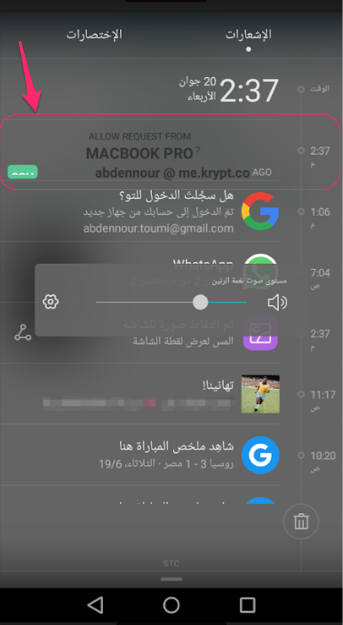 الإشعارات
الإختصارات
الوقت
2:37
20 جوان
الأربعاء
2:37
م
ALLOW REQUEST FROM
MACBOOK PRO?
abdennour @ me.krypt.co AGO
1:06
م
هل سجَّلتَ الدخول للتو؟
تمّ الدخول إلى حسابك من جهاز جديد
abdennour.toumi@gmail.com
7:04
ص
WhatsApp
مستوى صوت نغمة الرنين
2:37
م
تم التقاط صورة للشاشة
المس لعرض لقطة الشاشة
11:17
ص
تهانينا!
10:20
ص
شاهِد ملخص المباراة هنا
روسيا 3 - 1 مصر · الثلاثاء، 19/6
STC